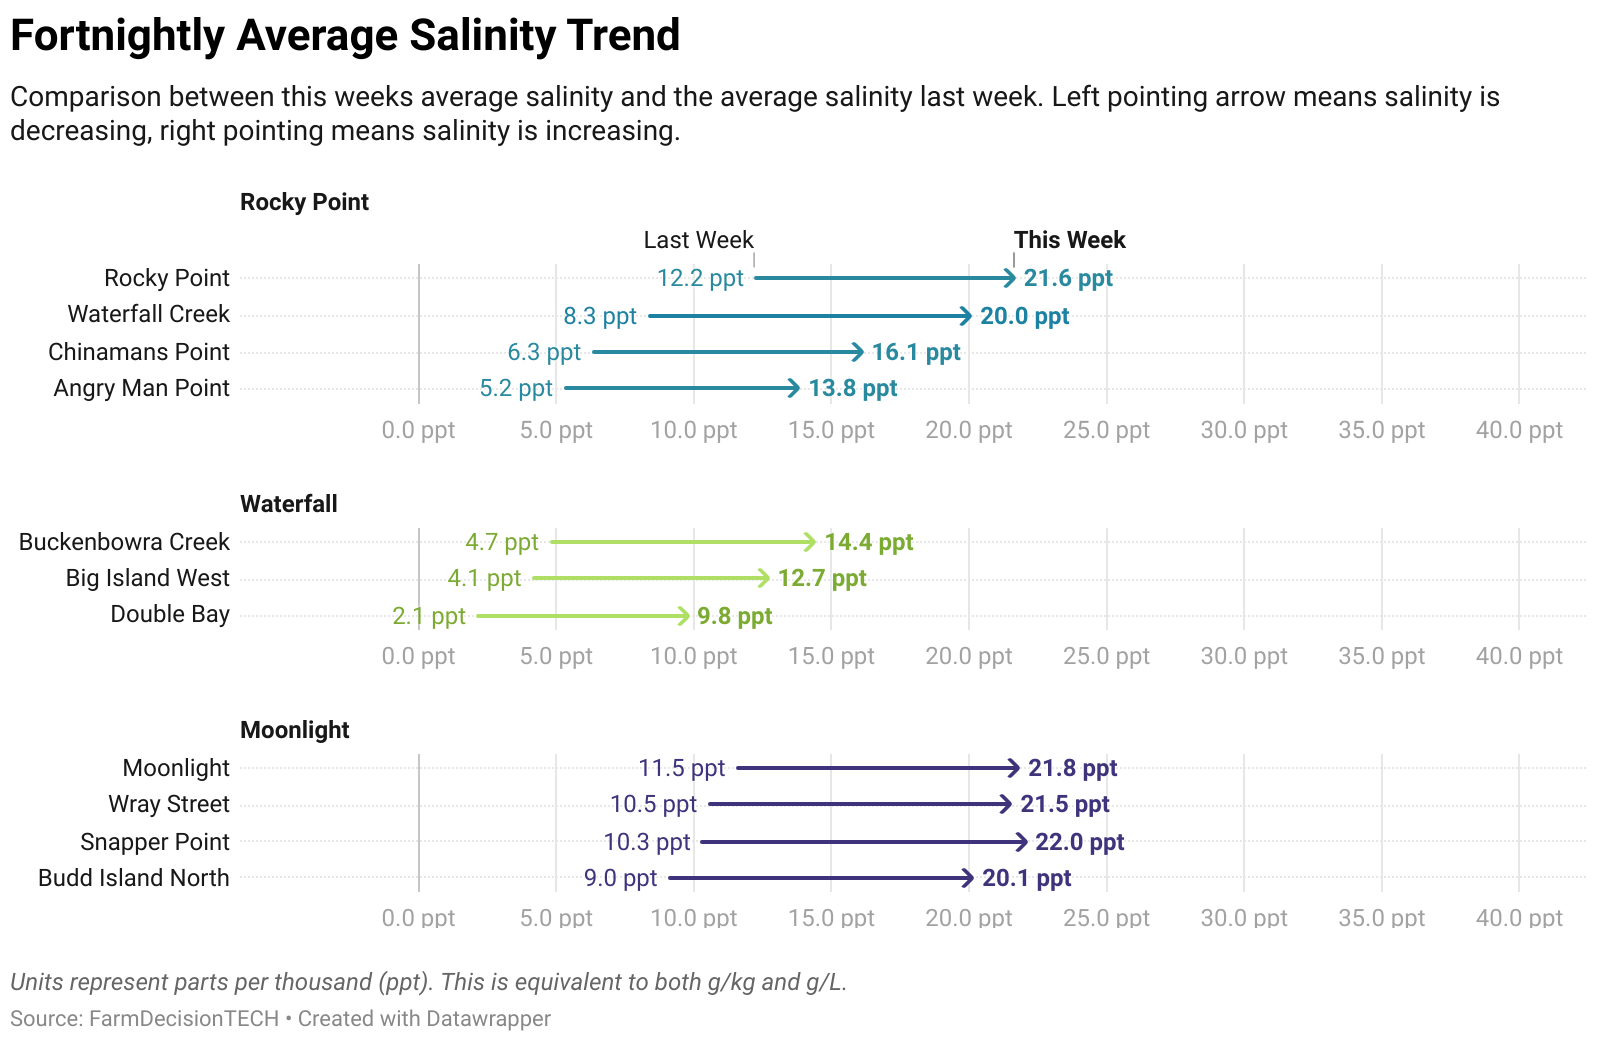 Fortnightly Average Salinity Trend
Comparison between this weeks average salinity and the average salinity last week. Left pointing arrow means salinity is
decreasing, right pointing means salinity is increasing.
Rocky Point
Last Week This Week
Rocky Point 12.2 ppt 21.6 ppt
Waterfall Creek 8.3 ppt 20.0 ppt
Chinamans Point 6.3 ppt 16.1 ppt
Angry Man Point 5.2 ppt 13.8 ppt
0.0 ppt 5.0 ppt 10.0 ppt 15.0 ppt 20.0 ppt 25.0 ppt 30.0 ppt 35.0 ppt 40.0 ppt
Waterfall
Buckenbowra Creek 4.7 ppt 14.4 ppt
Big Island West 4.1 ppt 12.7 ppt
Double Bay 2.1 ppt 9.8 ppt
0.0 ppt 5.0 ppt 10.0 ppt 15.0 ppt 20.0 ppt 25.0 ppt 30.0 ppt 35.0 ppt 40.0 ppt
Moonlight
Moonlight 11.5 ppt 21.8 ppt
Wray Street 10.5 ppt 21.5 ppt
Snapper Point 10.3 ppt 22.0 ppt
Budd Island North 9.0 ppt 20.1 ppt
0.0 ppt 5.0 ppt 10.0 ppt 15.0 ppt 20.0 ppt 25.0 ppt 30.0 ppt 35.0 ppt 40.0 ppt
Units represent parts per thousand (ppt). This is equivalent to both g/kg and g/L.
Source: FarmDecisionTECH • Created with Datawrapper